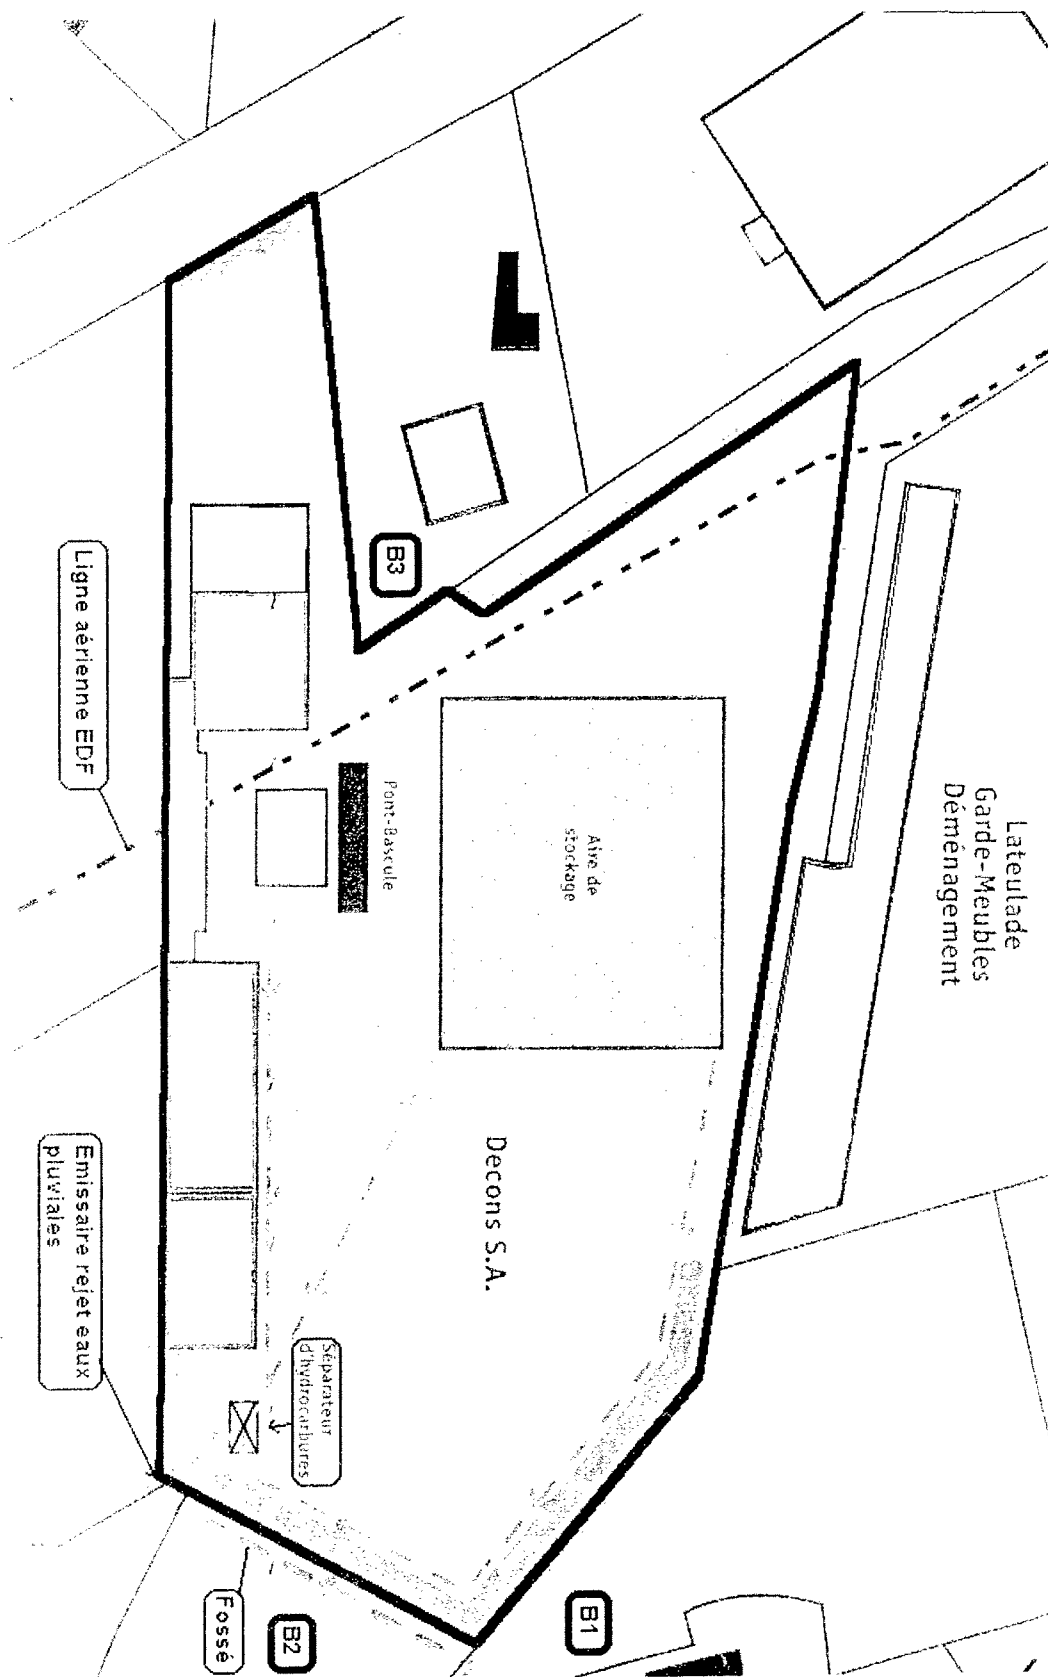 Lateulade
Garde-Meubles
Déménagement
B3
Ligne aérienne EDF
Pont-Bascule
Aire de
stockage
Decons S.A.
Emissaire rejet eaux
pluviales
Séparateur
d'hydrocarbures
Fossé
B2
B1